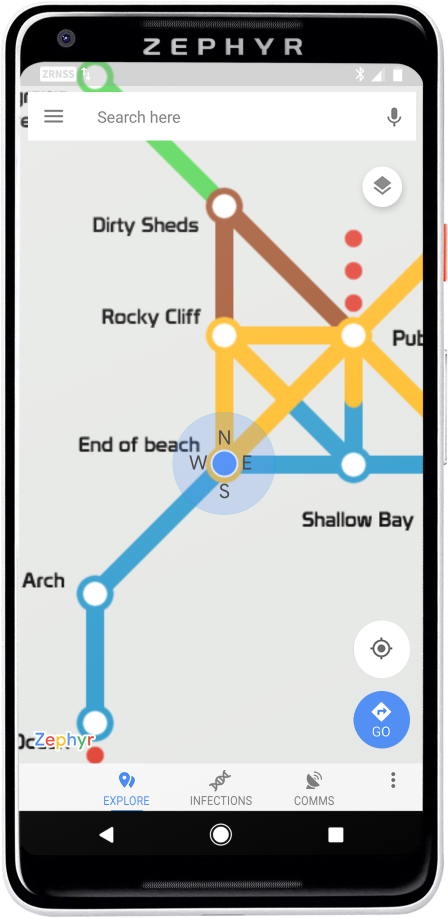 ZEPHYR
ZRNSS
Search here
Dirty Sheds
Rocky Cliff
Pub
End of beach
N
W E
S
Shallow Bay
Arch
Zephyr
GO
EXPLORE INFECTIONS COMMS